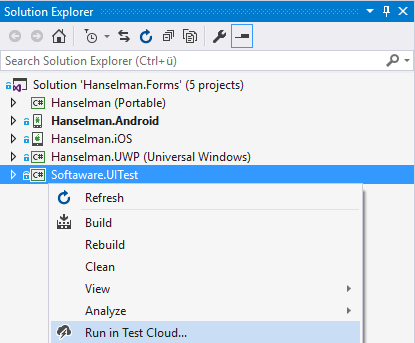 Solution Explorer
Search Solution Explorer (Ctrl+ü)
Solution 'Hanselman.Forms' (5 projects)
C# Hanselman (Portable)
Hanselman.Android
Hanselman.iOS
C# Hanselman.UWP (Universal Windows)
C# Softaware.UITest
Refresh
Build
Rebuild
Clean
View
Analyze
Run in Test Cloud...